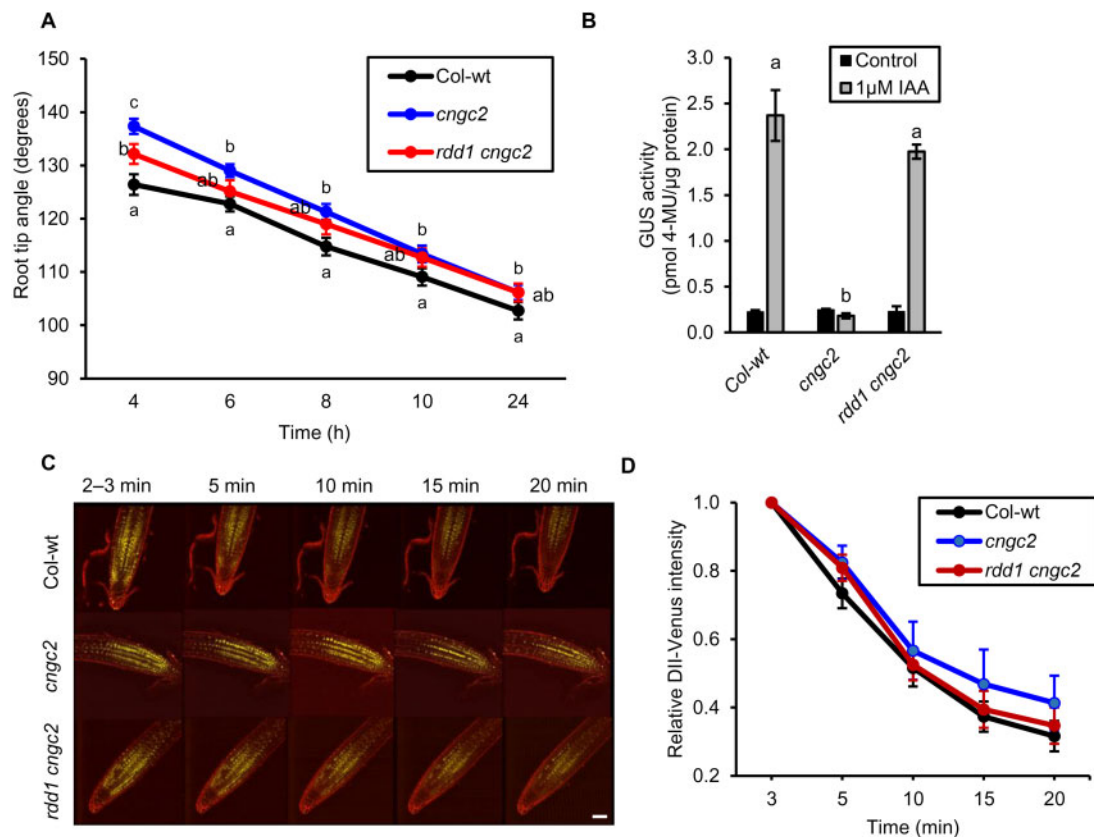 A
150
140
130
120
110
100
90
Root tip angle (degrees)
Col-wt
cngc2
rdd1 cngc2
c
b
a
b
ab
a
b
ab
a
b
ab
a
b
ab
a
4 6 8 10 24
Time (h)
B
3.0
2.5
2.0
1.5
1.0
0.5
0.0
GUS activity
(pmol 4-MU/µg protein)
Control
1µM IAA
a
b
a
Col-wt
cngc2
rdd1 cngc2
C
2–3 min 5 min 10 min 15 min 20 min
Col-wt
cngc2
rdd1 cngc2
D
1.0
0.8
0.6
0.4
0.2
Relative DII-Venus intensity
Col-wt
cngc2
rdd1 cngc2
3 5 10 15 20
Time (min)